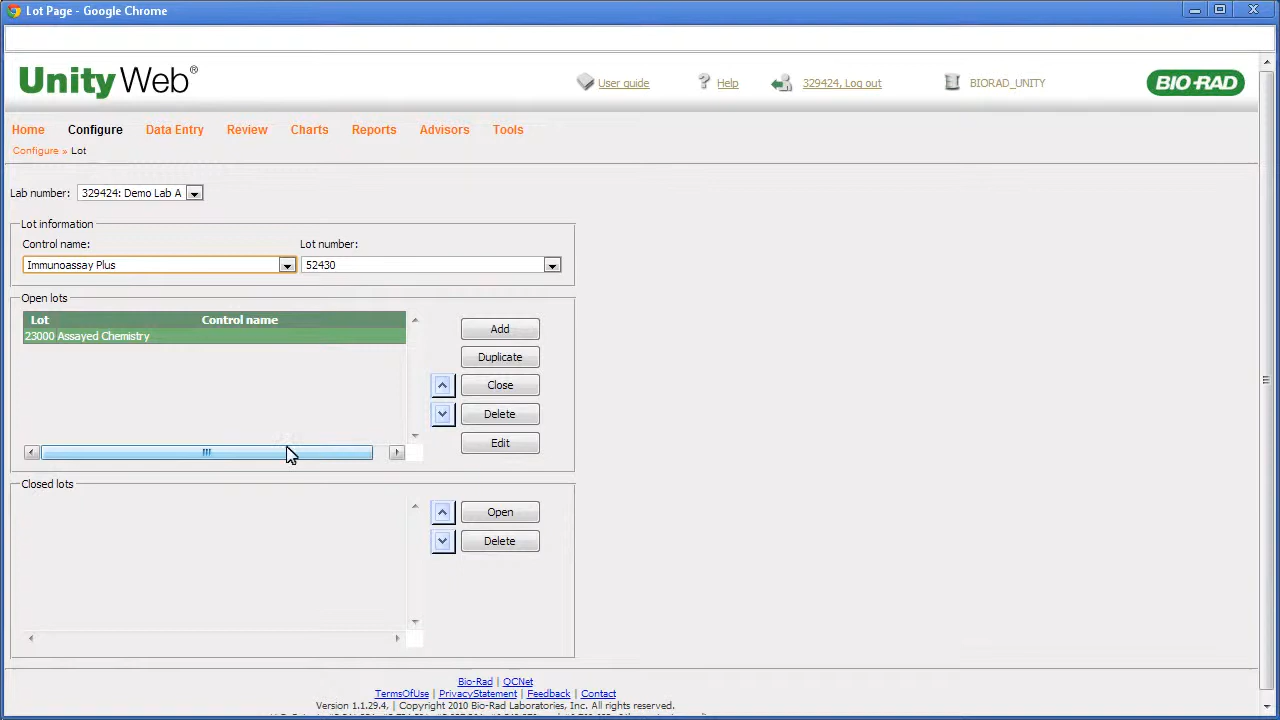 Lot Page - Google Chrome
UnityWeb®
User guide
Help
329424, Log out
BIORAD_UNITY
BIO-RAD
Home Configure Data Entry Review Charts Reports Advisors Tools
Configure » Lot
Lab number: 329424: Demo Lab A
Lot information
Control name: Lot number:
Immunoassay Plus 52430
Open lots
Lot Control name
23000 Assayed Chemistry
Add
Duplicate
Close
Delete
Edit
Closed lots
Open
Delete
Bio-Rad | QCNet
TermsOfUse | PrivacyStatement | Feedback | Contact
Version 1.1.29.4, | Copyright 2010 Bio-Rad Laboratories, Inc. All rights reserved.